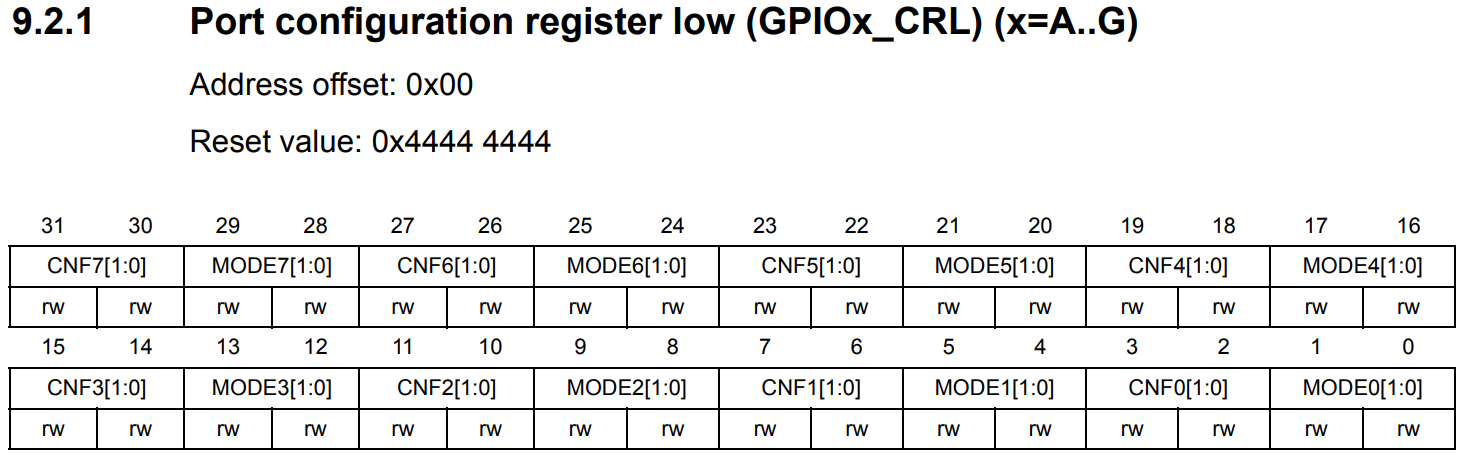 9.2.1 Port configuration register low (GPIOx_CRL) (x=A..G)
Address offset: 0x00
Reset value: 0x4444 4444
31 30 29 28 27 26 25 24 23 22 21 20 19 18 17 16
CNF7[1:0] MODE7[1:0] CNF6[1:0] MODE6[1:0] CNF5[1:0] MODE5[1:0] CNF4[1:0] MODE4[1:0]
rw rw rw rw rw rw rw rw rw rw rw rw rw rw rw rw
15 14 13 12 11 10 9 8 7 6 5 4 3 2 1 0
CNF3[1:0] MODE3[1:0] CNF2[1:0] MODE2[1:0] CNF1[1:0] MODE1[1:0] CNF0[1:0] MODE0[1:0]
rw rw rw rw rw rw rw rw rw rw rw rw rw rw rw rw